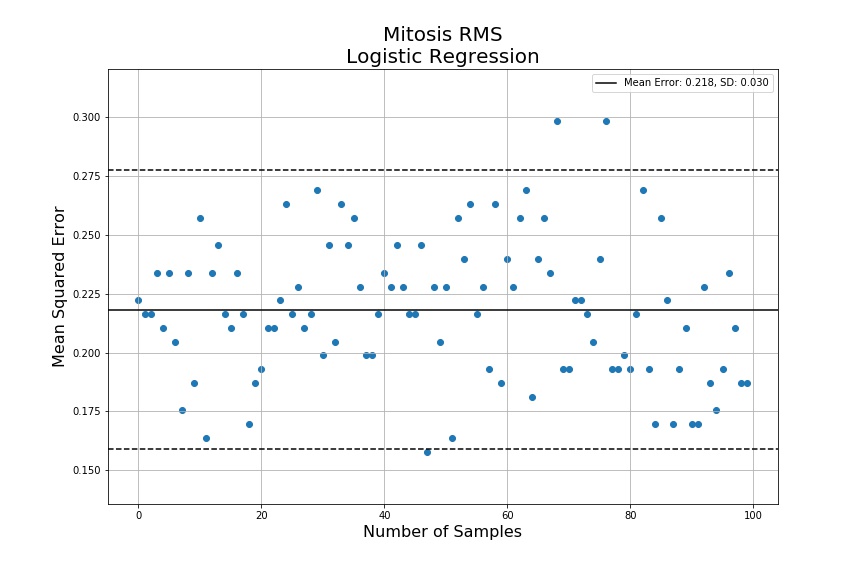 Mitosis RMS
Logistic Regression
Mean Error: 0.218, SD: 0.030
0.300
0.275
0.250
0.225
0.200
0.175
0.150
Mean Squared Error
0 20 40 60 80 100
Number of Samples